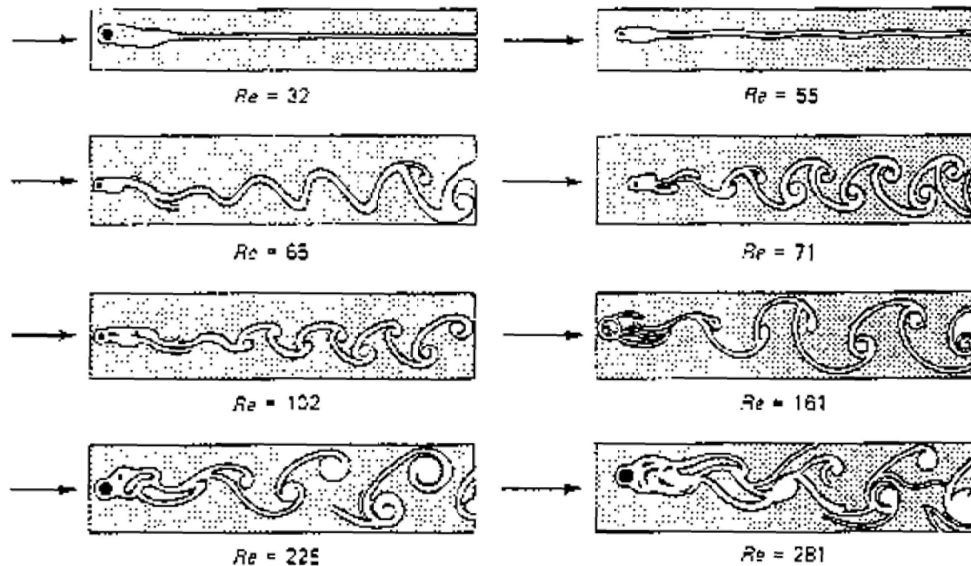 Re = 32
Re = 55
Re = 65
Re = 71
Re = 102
Re = 161
Re = 225
Re = 281